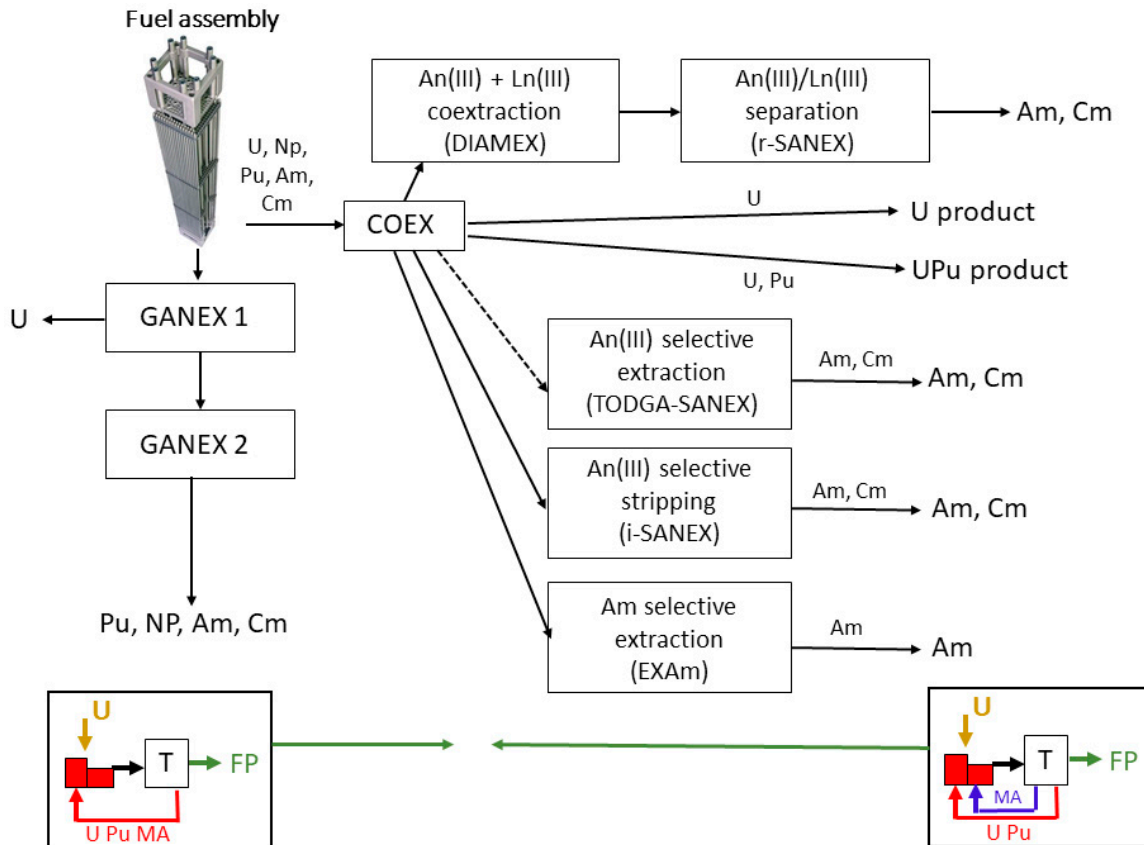 Fuel assembly
An(III) + Ln(III)
coextraction
(DIAMEX)
An(III)/Ln(III)
separation
(r-SANEX)
Am, Cm
U, Np,
Pu, Am,
Cm
COEX
U
U product
U, Pu
UPu product
U
GANEX 1
An(III) selective
extraction
(TODGA-SANEX)
Am, Cm
Am, Cm
GANEX 2
An(III) selective
stripping
(i-SANEX)
Am, Cm
Am, Cm
Pu, NP, Am, Cm
Am selective
extraction
(EXAm)
Am
Am
U
T
FP
U Pu MA
U
T
FP
MA
U Pu